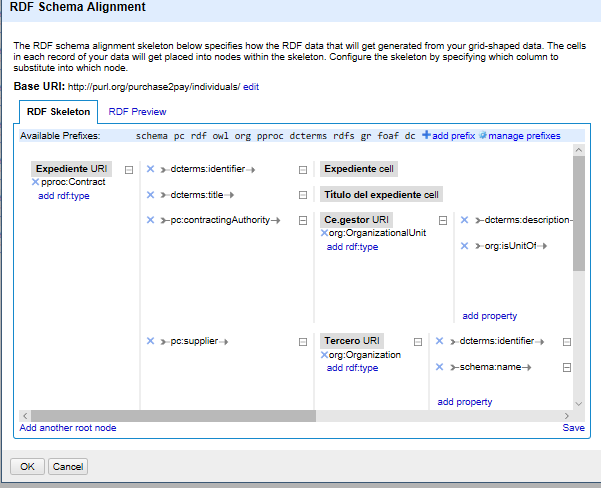 RDF Schema Alignment
The RDF schema alignment skeleton below specifies how the RDF data that will get generated from your grid-shaped data. The cells
in each record of your data will get placed into nodes within the skeleton. Configure the skeleton by specifying which column to
substitute into which node.
Base URI: http://purl.org/purchase2pay/individuals/ edit
RDF Skeleton RDF Preview
Available Prefixes: schema pc rdf owl org pproc dcterms rdfs gr foaf dc add prefix manage prefixes
Expediente URI dcterms:identifier Expediente cell
pproc:Contract
add rdf:type dcterms:title Titulo del expediente cell
pc:contractingAuthority Ce.gestor URI dcterms:description
org:OrganizationalUnit
add rdf:type org:isUnitOf
add property
pc:supplier Tercero URI dcterms:identifier
org:Organization
add rdf:type schema:name
add property
Add another root node Save
OK Cancel